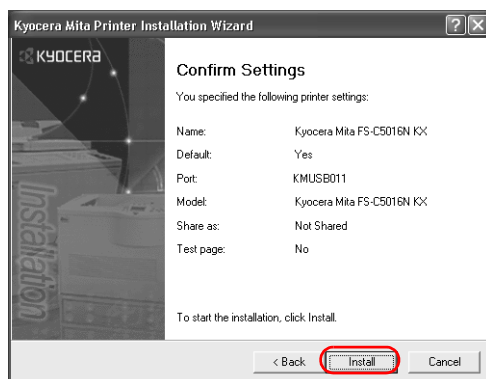 Kyocera Mita Printer Installation Wizard
KYOCERA
Installation
Confirm Settings
You specified the following printer settings:
Name: Kyocera Mita FS-C5016N KX
Default: Yes
Port: KMUSB011
Model: Kyocera Mita FS-C5016N KX
Share as: Not Shared
Test page: No
To start the installation, click Install.
< Back Install Cancel